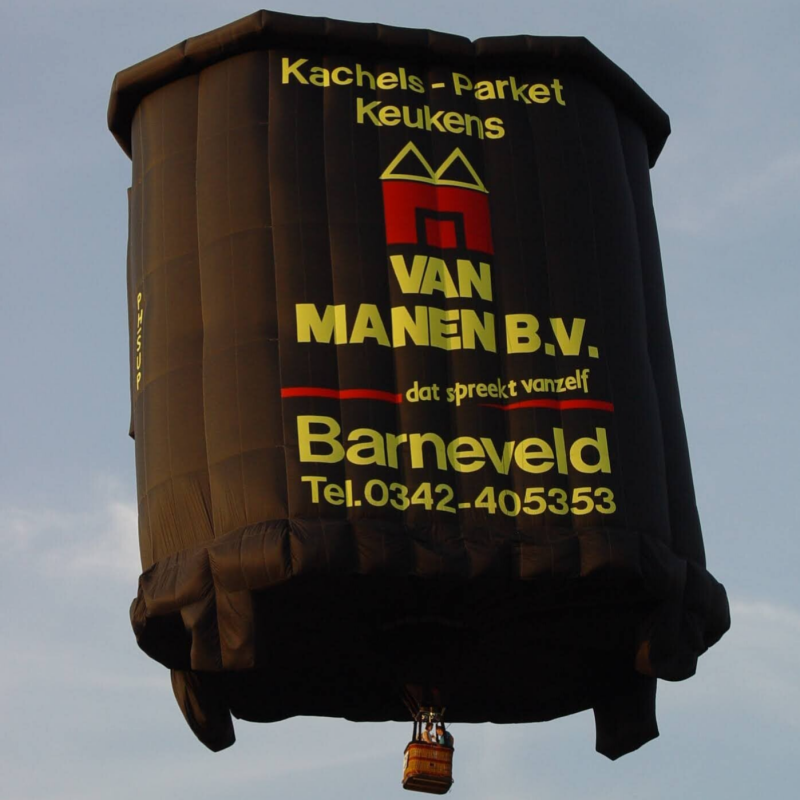 Kachels - Parket
Keukens
VAN
MANEN B.V.
dat spreekt vanzelf
Barneveld
Tel. 0342-405353